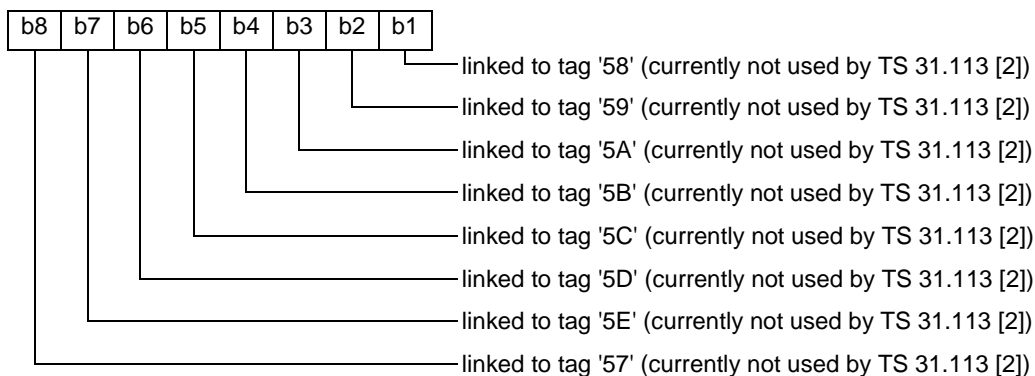 b8 b7 b6 b5 b4 b3 b2 b1
linked to tag '58' (currently not used by TS 31.113 [2])
linked to tag '59' (currently not used by TS 31.113 [2])
linked to tag '5A' (currently not used by TS 31.113 [2])
linked to tag '5B' (currently not used by TS 31.113 [2])
linked to tag '5C' (currently not used by TS 31.113 [2])
linked to tag '5D' (currently not used by TS 31.113 [2])
linked to tag '5E' (currently not used by TS 31.113 [2])
linked to tag '57' (currently not used by TS 31.113 [2])